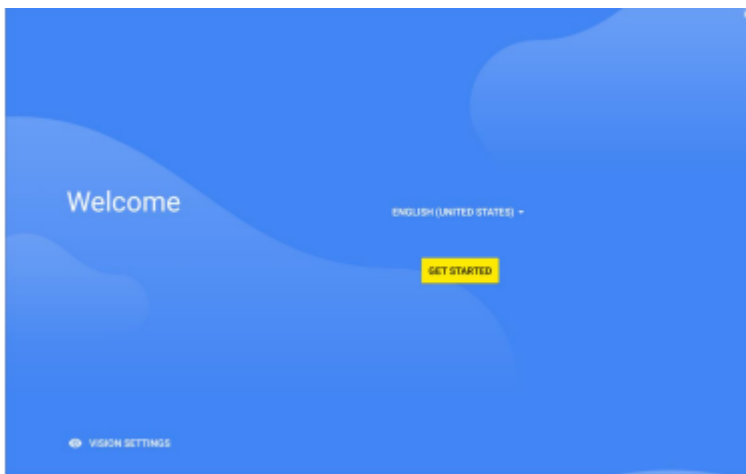 Welcome
ENGLISH (UNITED STATES)
GET STARTED
VISION SETTINGS